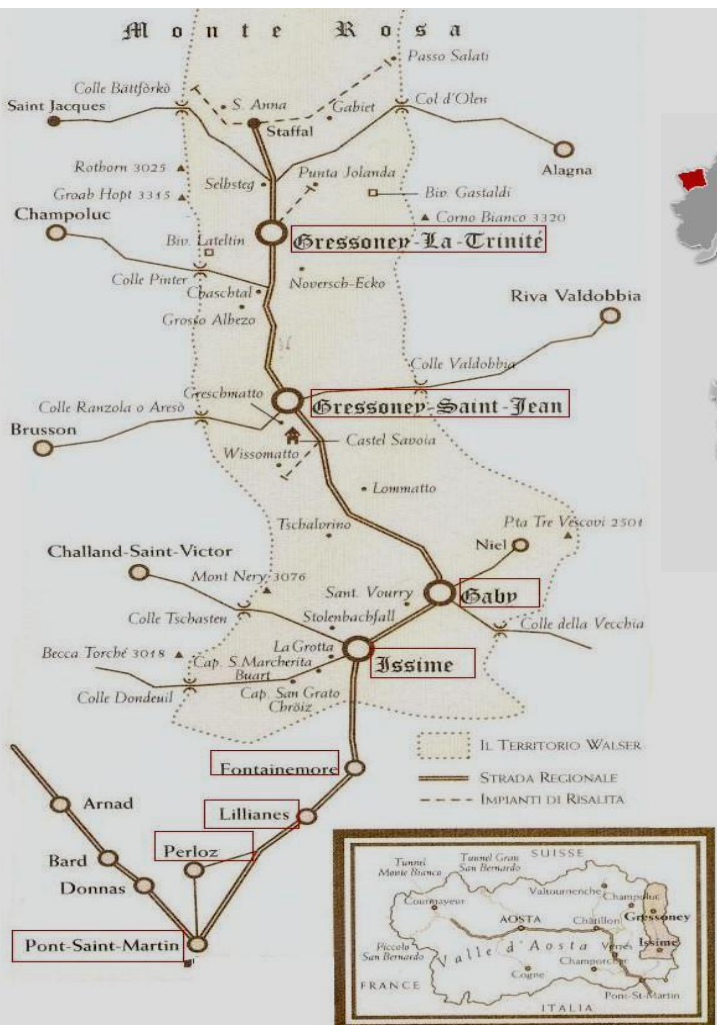 Monte Rosa
Passo Salati
Colle Bättforko
Saint Jacques
S. Anna
Gabiet
Col d'Olen
Staffal
Alagna
Rothorn 3025
Selbsteg
Punta Jolanda
Groab Hopt 3315
Biv. Gastaldi
Champoluc
Corno Bianco 3320
Biv. Lateltin
Gressoney-La-Trinité
Colle Pinter
Chaschtal
Noversch-Ecko
Grosso Albezo
Riva Valdobbia
Colle Valdobbia
Greschmatto
Gressoney-Saint-Jean
Colle Ranzola o Aresò
Brusson
Castel Savoia
Wissomatto
Lommatto
Tschalvrino
Pta Tre Vescovi 2501
Niel
Challand-Saint-Victor
Mont Nery 3076
Sant. Vourry
Gaby
Colle Tschasten
Stolenbachfall
Colle della Vecchia
Becca Torché 3018
La Grotta
Issime
Cap. S. Margherita
Buart
Colle Dondeuil
Cap. San Grato
Chröiz
Il Territorio Walser
Fontainemore
Strada Regionale
Impianti di Risalita
Arnad
Lillianes
Perloz
Bard
Donnas
Pont-Saint-Martin
SUISSE
Tunnel
Monte Bianco
Tunnel Gran
San Bernardo
Valtournenche
Champoluc
Courmayeur
Gressoney
AOSTA
Châtillon
Issime
Piccolo
San Bernardo
Valle d'Aosta
Verrès
Champorcher
Cogne
FRANCE
Pont-St-Martin
ITALIA